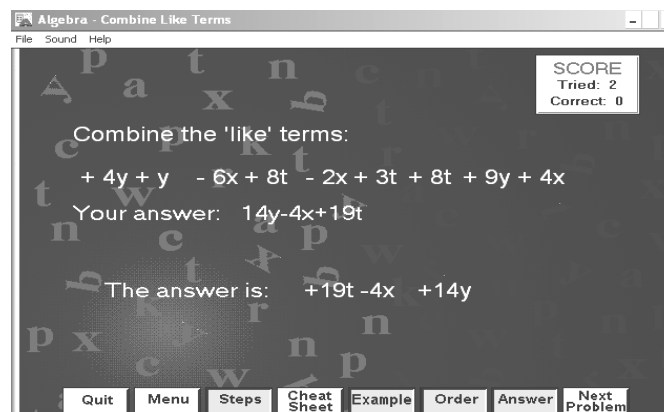 Algebra - Combine Like Terms
File Sound Help
SCORE
Tried: 2
Correct: 0
Combine the 'like' terms:
+ 4y + y - 6x + 8t - 2x + 3t + 8t + 9y + 4x
Your answer: 14y-4x+19t
The answer is: +19t -4x +14y
Quit Menu Steps Cheat Sheet Example Order Answer Next Problem